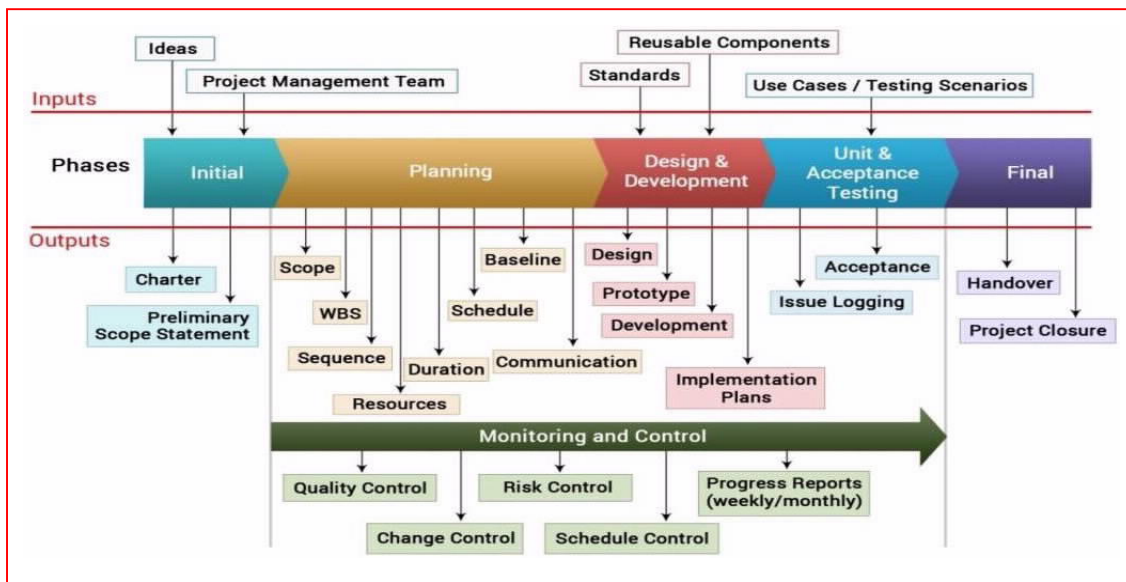 Ideas
Reusable Components
Project Management Team
Standards
Use Cases / Testing Scenarios
Inputs
Phases
Initial
Planning
Design &
Development
Unit &
Acceptance
Testing
Final
Outputs
Charter
Preliminary
Scope Statement
Scope
WBS
Sequence
Resources
Duration
Schedule
Baseline
Communication
Design
Prototype
Development
Implementation
Plans
Acceptance
Issue Logging
Handover
Project Closure
Monitoring and Control
Quality Control
Change Control
Risk Control
Schedule Control
Progress Reports
(weekly/monthly)